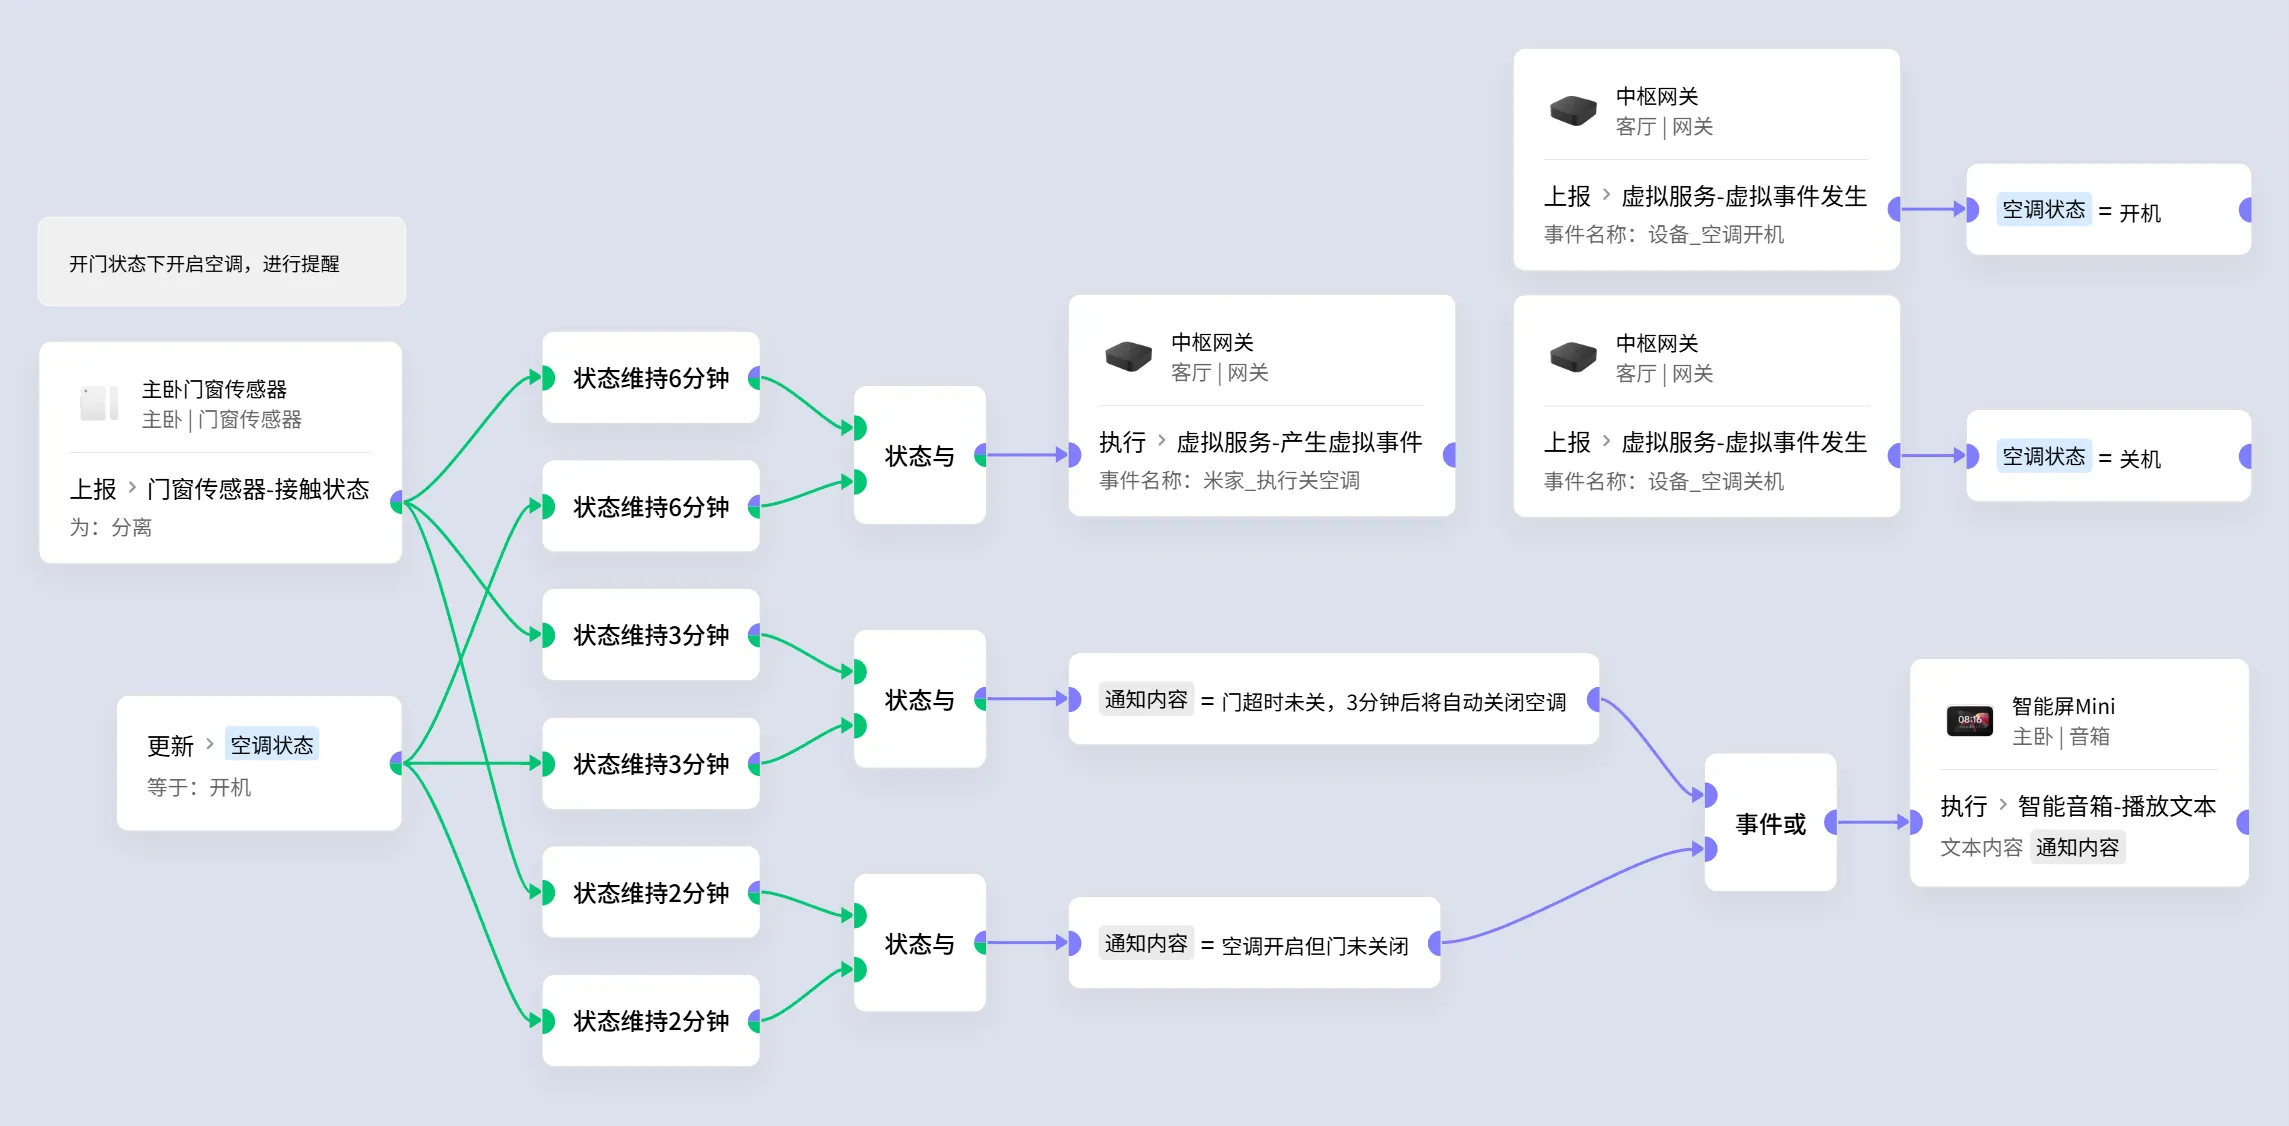 开门状态下开启空调，进行提醒
主卧门窗传感器
主卧 | 门窗传感器
上报 > 门窗传感器-接触状态
为：分离
更新 > 空调状态
等于：开机
状态维持6分钟
状态维持6分钟
状态维持3分钟
状态维持3分钟
状态维持2分钟
状态维持2分钟
状态与
状态与
状态与
中枢网关
客厅 | 网关
执行 > 虚拟服务-产生虚拟事件
事件名称：米家_执行关空调
中枢网关
客厅 | 网关
上报 > 虚拟服务-虚拟事件发生
事件名称：设备_空调开机
空调状态 = 开机
中枢网关
客厅 | 网关
上报 > 虚拟服务-虚拟事件发生
事件名称：设备_空调关机
空调状态 = 关机
通知内容 = 门超时未关，3分钟后将自动关闭空调
通知内容 = 空调开启但门未关闭
事件或
08:16
智能屏Mini
主卧 | 音箱
执行 > 智能音箱-播放文本
文本内容 通知内容